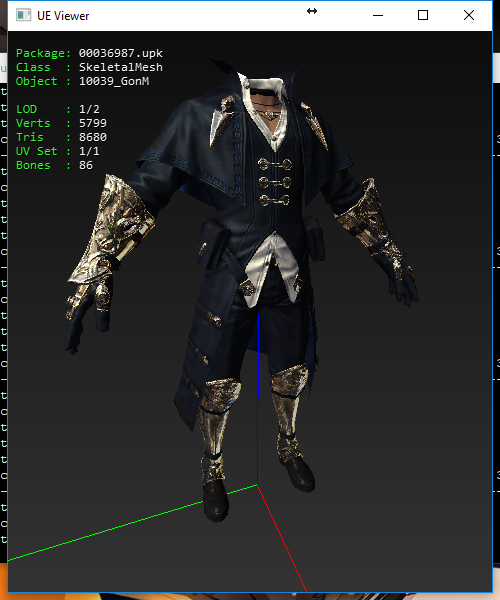 UE Viewer
Package: 00036987.upk
Class : SkeletalMesh
Object : 10039_GonM
LOD : 1/2
Verts : 5799
Tris : 8680
UV Set : 1/1
Bones : 86